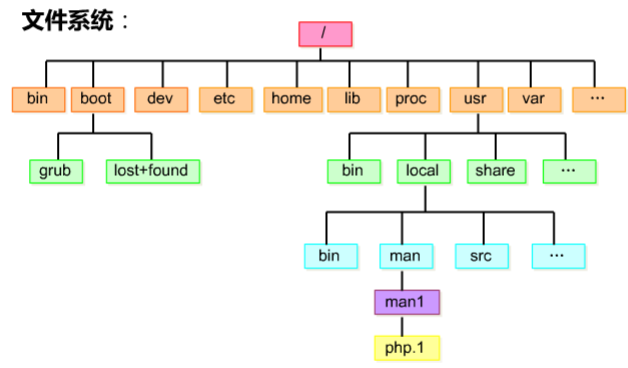 文件系统：
/
bin boot dev etc home lib proc usr var …
grub lost+found bin local share …
bin man src …
man1
php.1